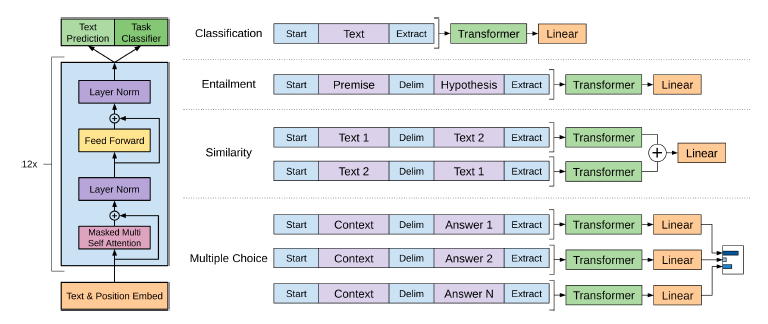 Text Prediction
Task Classifier
12x
Layer Norm
Feed Forward
Layer Norm
Masked Multi
Self Attention
Text & Position Embed
Classification
Start Text Extract Transformer Linear
Entailment
Start Premise Delim Hypothesis Extract Transformer Linear
Similarity
Start Text 1 Delim Text 2 Extract Transformer
Start Text 2 Delim Text 1 Extract Transformer
Linear
Multiple Choice
Start Context Delim Answer 1 Extract Transformer Linear
Start Context Delim Answer 2 Extract Transformer Linear
Start Context Delim Answer N Extract Transformer Linear